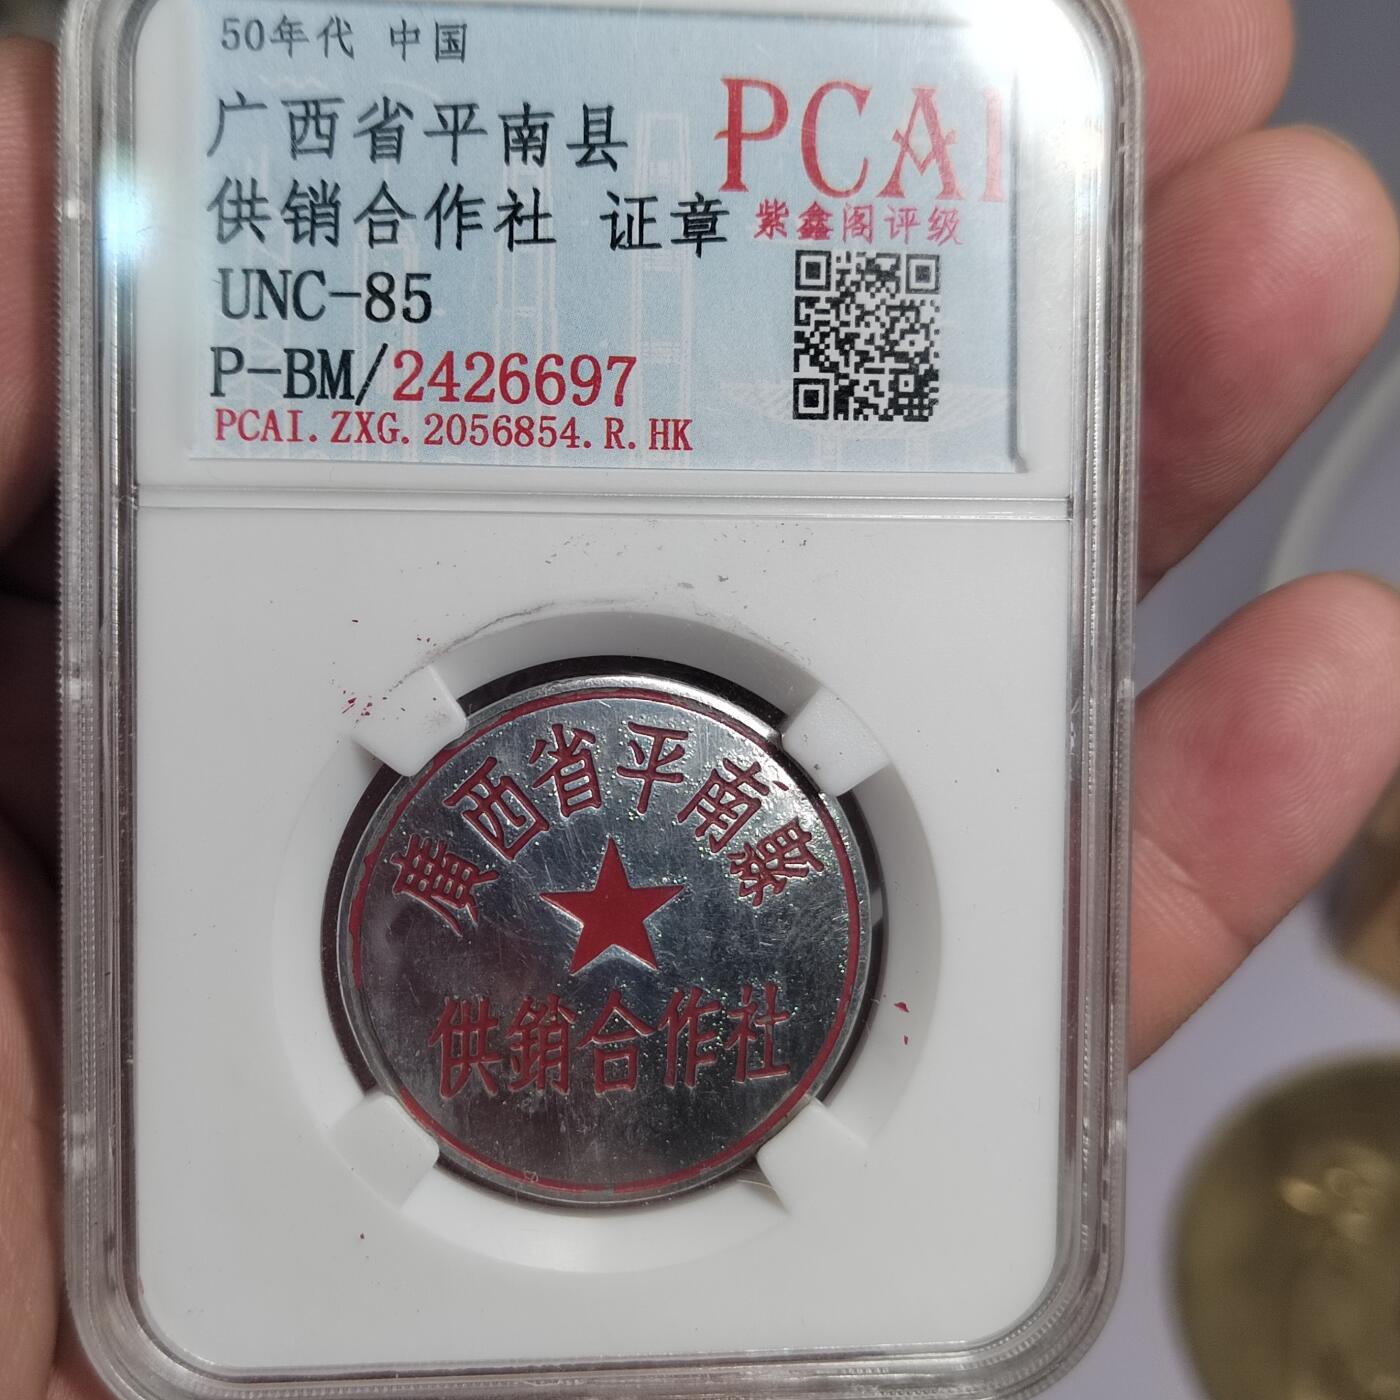 50年代 中国
广西省平南县
供销合作社 证章
UNC-85
P-BM/2426697
PCAI.ZXG.2056854.R.HK
PCAI
紫鑫阁评级
廣西省平南縣
供銷合作社